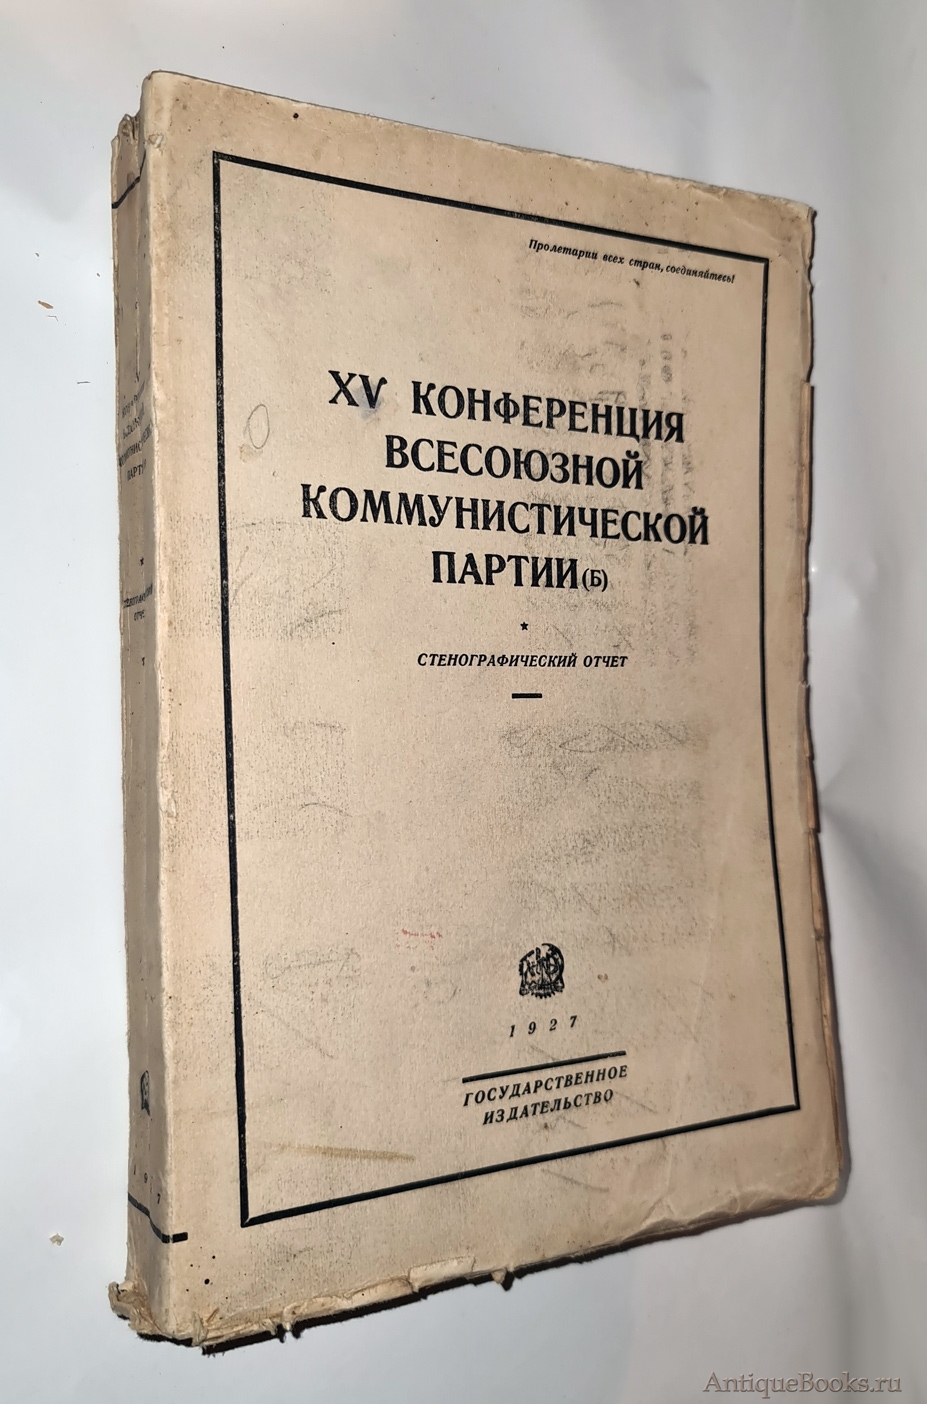 Пролетарии всех стран, соединяйтесь!
XV КОНФЕРЕНЦИЯ
ВСЕСОЮЗНОЙ
КОММУНИСТИЧЕСКОЙ
ПАРТИИ (Б)
СТЕНОГРАФИЧЕСКИЙ ОТЧЕТ
1927
ГОСУДАРСТВЕННОЕ
ИЗДАТЕЛЬСТВО
AntiqueBooks.ru